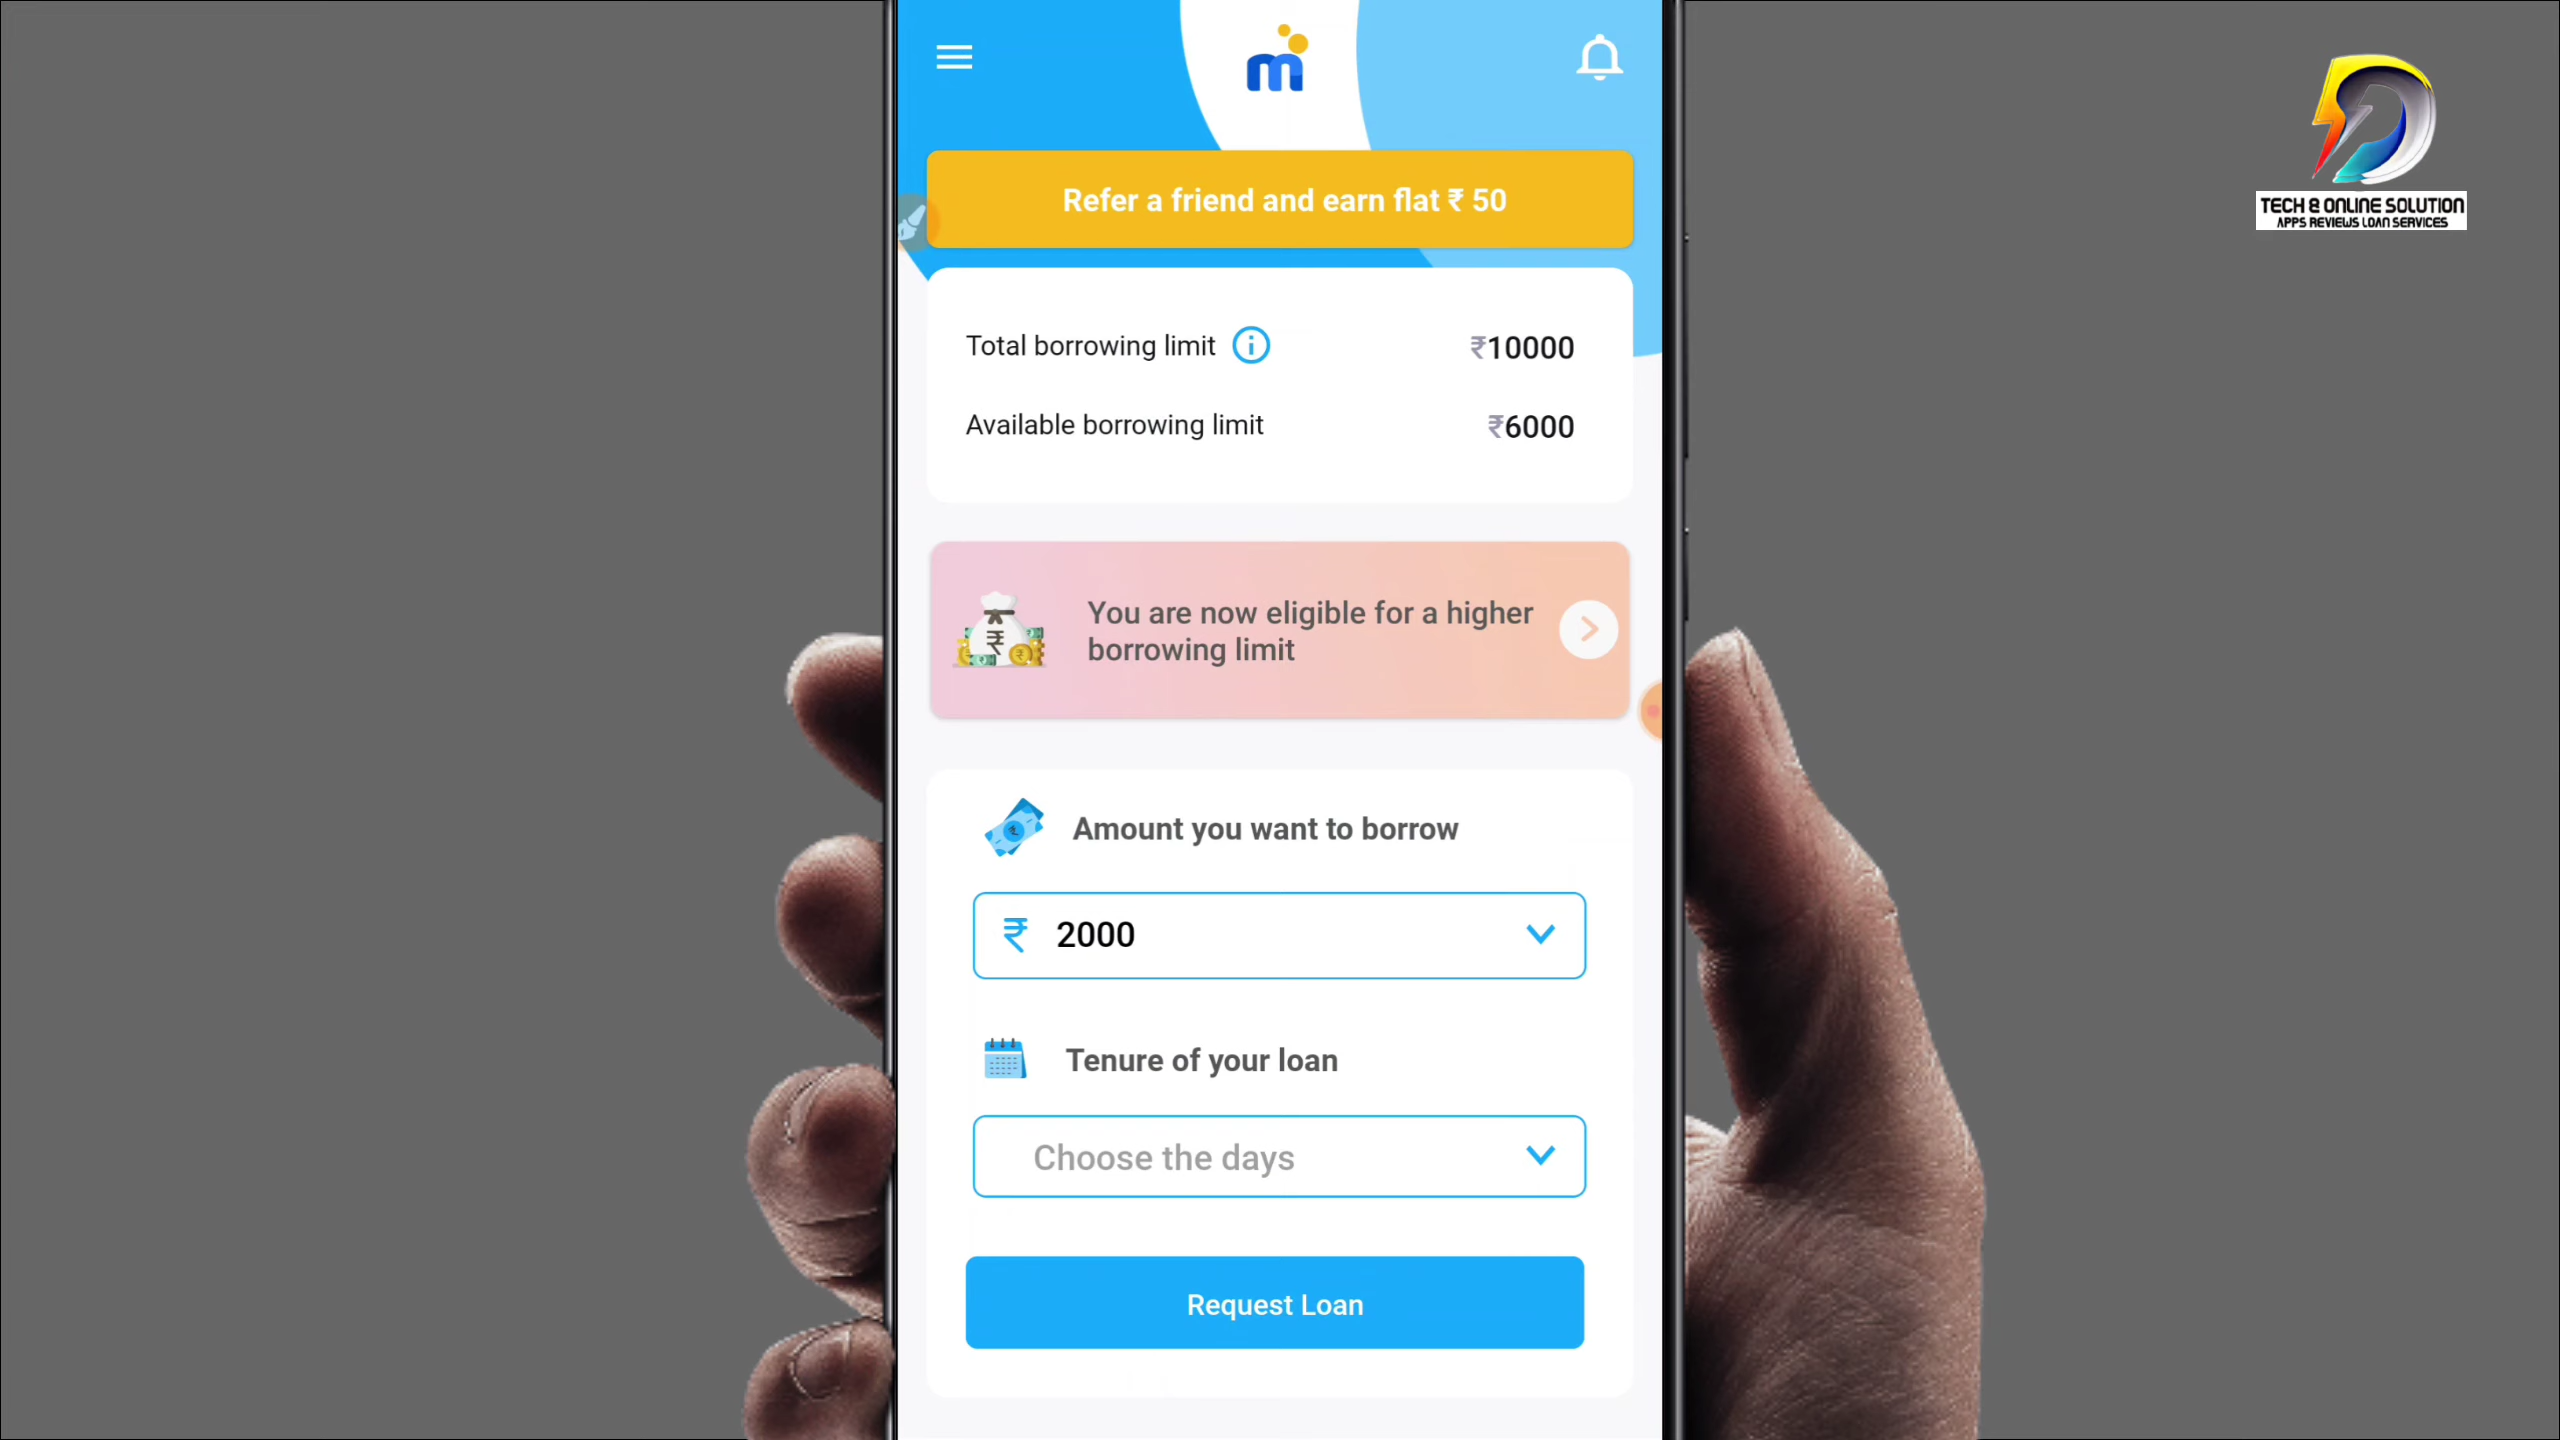 m
TECH & ONLINE SOLUTION
APPS REVIEWS LOAN SERVICES
Refer a friend and earn flat ₹ 50
Total borrowing limit i ₹10000
Available borrowing limit ₹6000
You are now eligible for a higher
borrowing limit
Amount you want to borrow
₹ 2000
Tenure of your loan
Choose the days
Request Loan